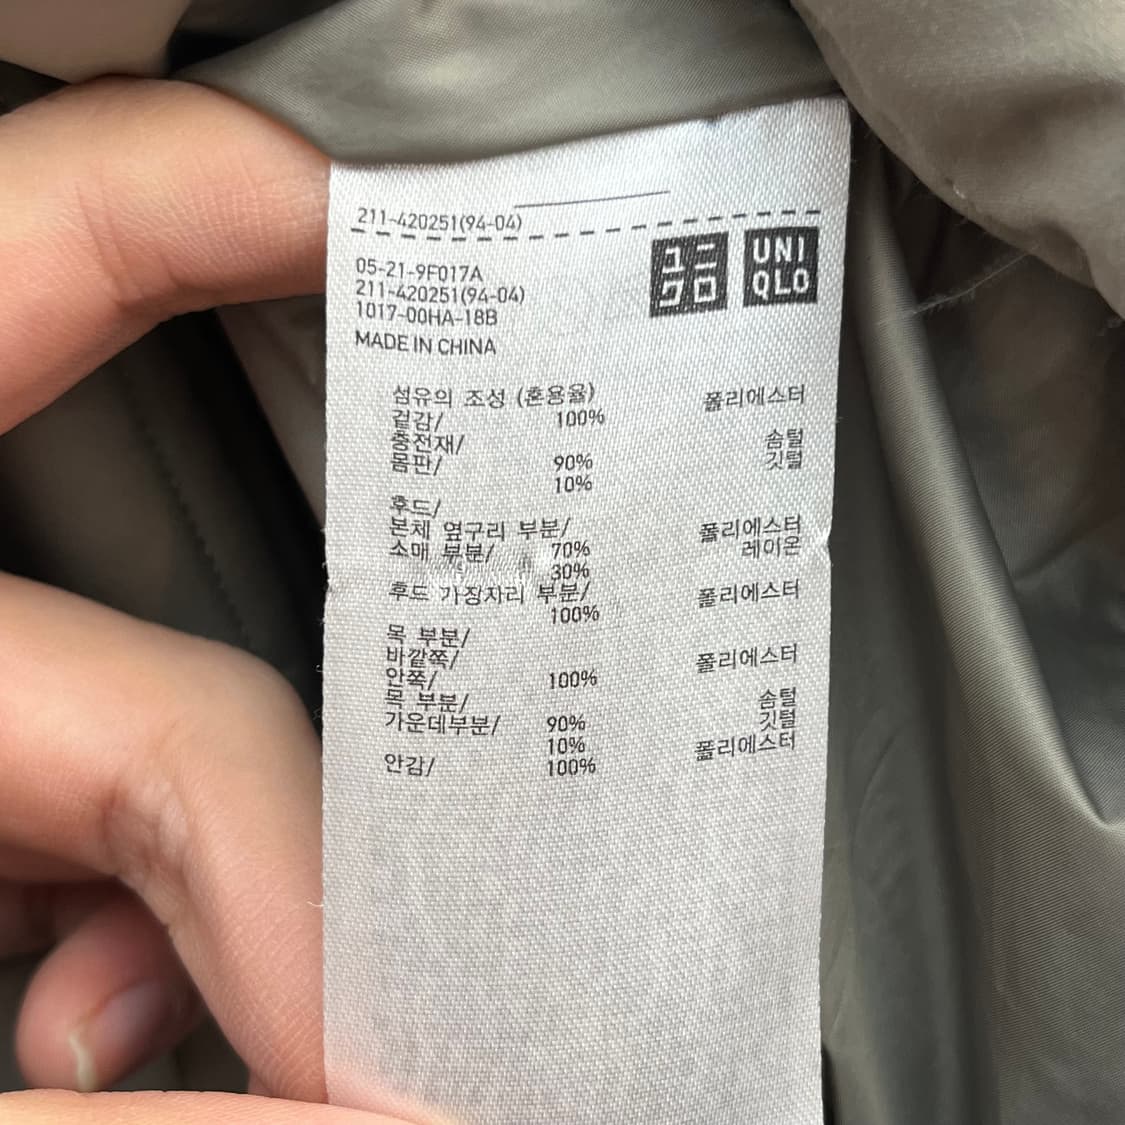 211-420251(94-04)
ユニ
クロ
UNI
QLO
05-21-9F017A
211-420251(94-04)
1017-00HA-18B
MADE IN CHINA
섬유의 조성 (혼용율)
겉감/ 100% 폴리에스터
충전재/
몸판/ 90% 솜털
10% 깃털
후드/
본체 옆구리 부분/
소매 부분/ 70% 폴리에스터
30% 레이온
후드 가장자리 부분/
100% 폴리에스터
목 부분/
바깥쪽/
안쪽/ 100% 폴리에스터
목 부분/
가운데부분/ 90% 솜털
10% 깃털
안감/ 100% 폴리에스터